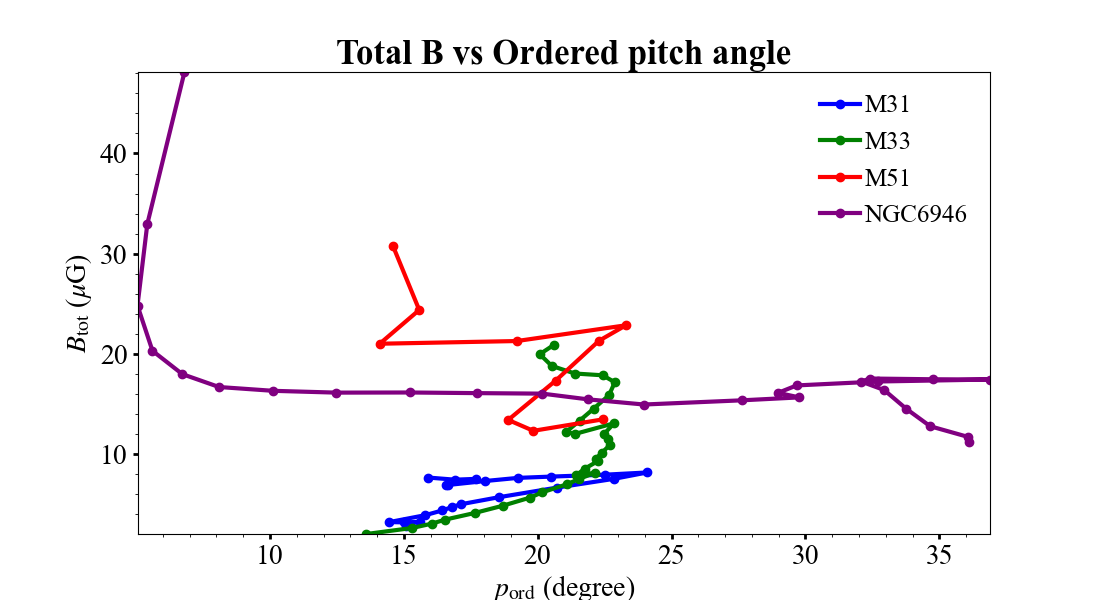 Total B vs Ordered pitch angle
M31
M33
M51
NGC6946
40
30
20
10
B_tot (μG)
10 15 20 25 30 35
p_ord (degree)